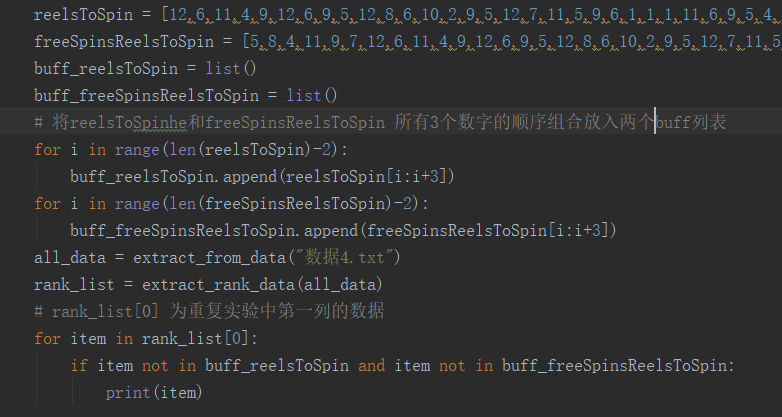 reelsToSpin = [12,6,11,4,9,12,6,9,5,12,8,6,10,2,9,5,12,7,11,5,9,6,1,1,1,11,6,9,5,4,
freeSpinsReelsToSpin = [5,8,4,11,9,7,12,6,11,4,9,12,6,9,5,12,8,6,10,2,9,5,12,7,11,5
buff_reelsToSpin = list()
buff_freeSpinsReelsToSpin = list()
# 将reelsToSpinhe和freeSpinsReelsToSpin 所有3个数字的顺序组合放入两个buff列表
for i in range(len(reelsToSpin)-2):
    buff_reelsToSpin.append(reelsToSpin[i:i+3])
for i in range(len(freeSpinsReelsToSpin)-2):
    buff_freeSpinsReelsToSpin.append(freeSpinsReelsToSpin[i:i+3])
all_data = extract_from_data("数据4.txt")
rank_list = extract_rank_data(all_data)
# rank_list[0] 为重复实验中第一列的数据
for item in rank_list[0]:
    if item not in buff_reelsToSpin and item not in buff_freeSpinsReelsToSpin:
        print(item)